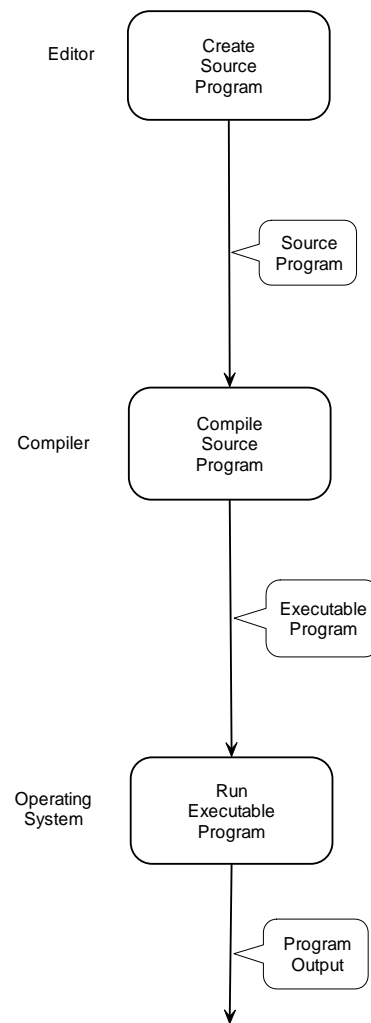 Editor
Create
Source
Program
Source
Program
Compiler
Compile
Source
Program
Executable
Program
Operating
System
Run
Executable
Program
Program
Output